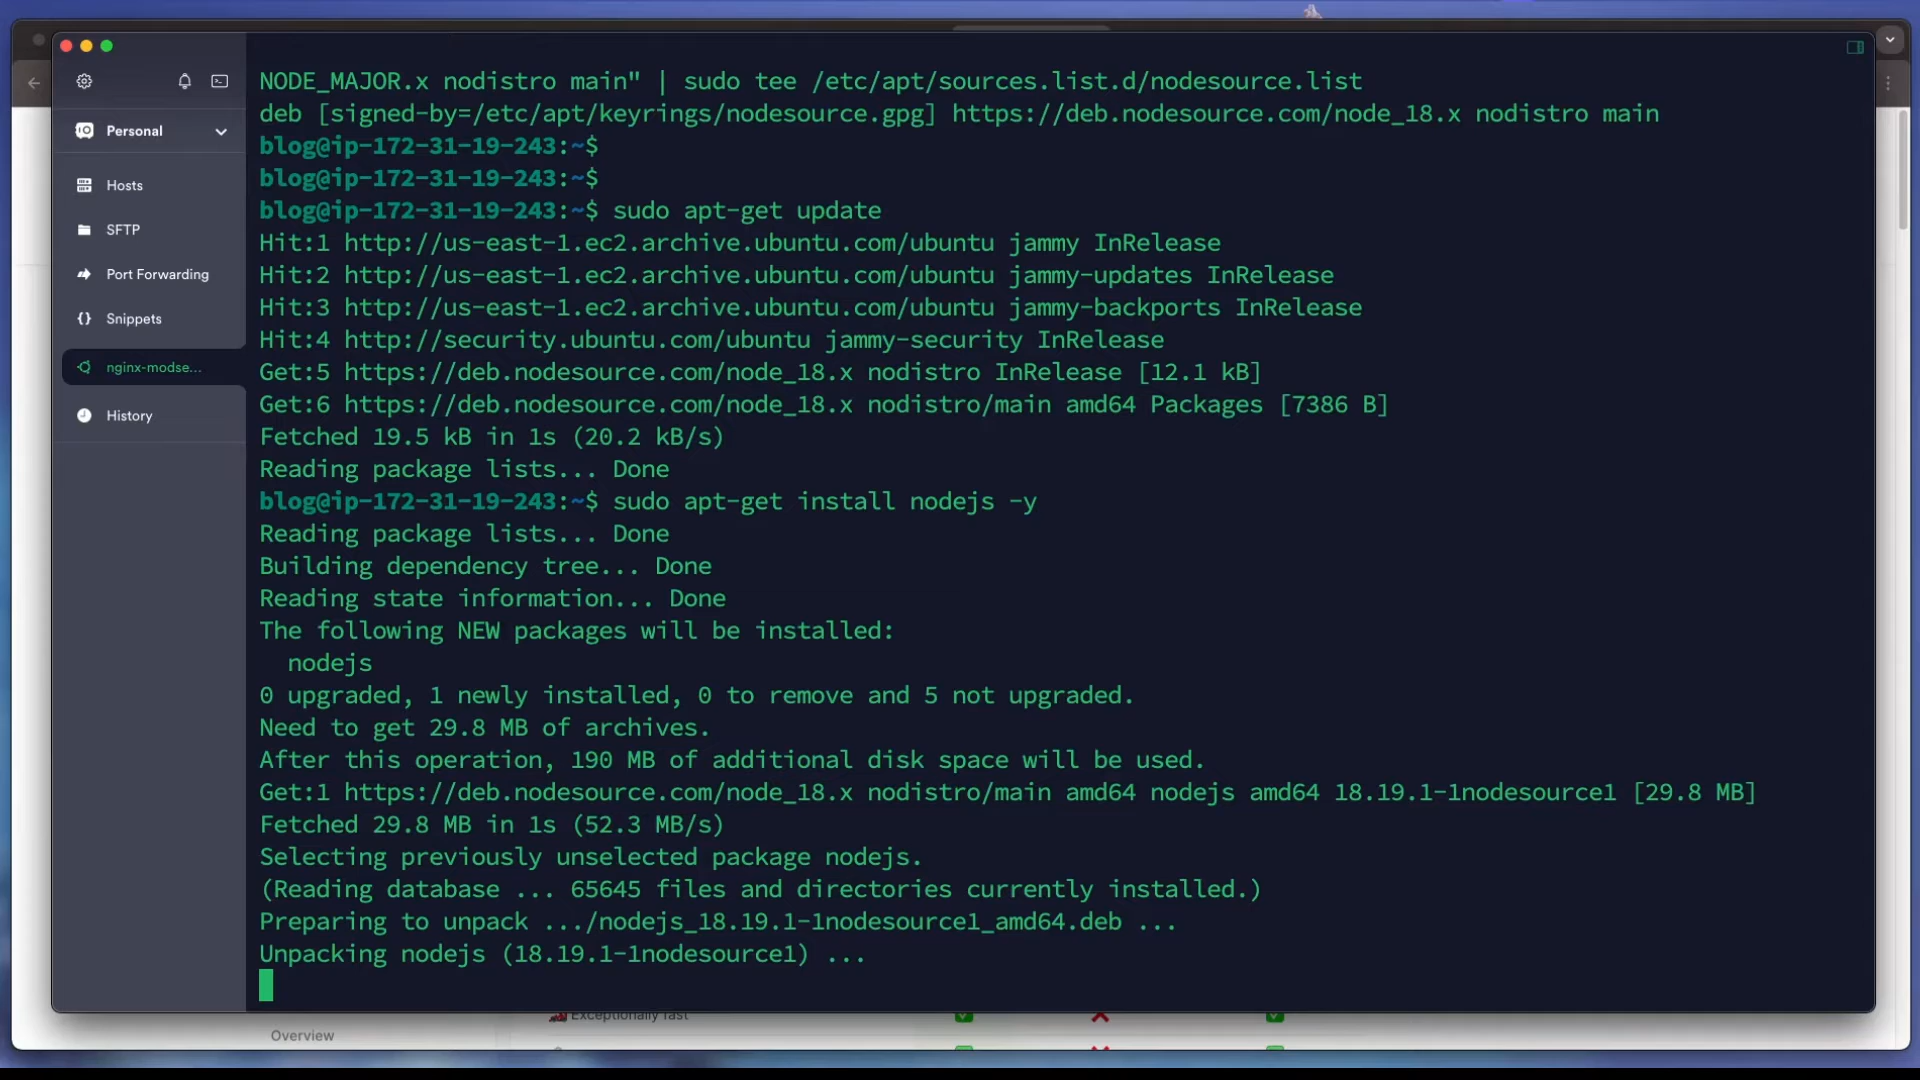 Personal
Hosts
SFTP
Port Forwarding
Snippets
nginx-modse...
History
NODE_MAJOR.x nodistro main" | sudo tee /etc/apt/sources.list.d/nodesource.list
deb [signed-by=/etc/apt/keyrings/nodesource.gpg] https://deb.nodesource.com/node_18.x nodistro main
blog@ip-172-31-19-243:~$
blog@ip-172-31-19-243:~$
blog@ip-172-31-19-243:~$ sudo apt-get update
Hit:1 http://us-east-1.ec2.archive.ubuntu.com/ubuntu jammy InRelease
Hit:2 http://us-east-1.ec2.archive.ubuntu.com/ubuntu jammy-updates InRelease
Hit:3 http://us-east-1.ec2.archive.ubuntu.com/ubuntu jammy-backports InRelease
Hit:4 http://security.ubuntu.com/ubuntu jammy-security InRelease
Get:5 https://deb.nodesource.com/node_18.x nodistro InRelease [12.1 kB]
Get:6 https://deb.nodesource.com/node_18.x nodistro/main amd64 Packages [7386 B]
Fetched 19.5 kB in 1s (20.2 kB/s)
Reading package lists... Done
blog@ip-172-31-19-243:~$ sudo apt-get install nodejs -y
Reading package lists... Done
Building dependency tree... Done
Reading state information... Done
The following NEW packages will be installed:
  nodejs
0 upgraded, 1 newly installed, 0 to remove and 5 not upgraded.
Need to get 29.8 MB of archives.
After this operation, 190 MB of additional disk space will be used.
Get:1 https://deb.nodesource.com/node_18.x nodistro/main amd64 nodejs amd64 18.19.1-1nodesource1 [29.8 MB]
Fetched 29.8 MB in 1s (52.3 MB/s)
Selecting previously unselected package nodejs.
(Reading database ... 65645 files and directories currently installed.)
Preparing to unpack .../nodejs_18.19.1-1nodesource1_amd64.deb ...
Unpacking nodejs (18.19.1-1nodesource1) ...
Exceptionally fast
Overview